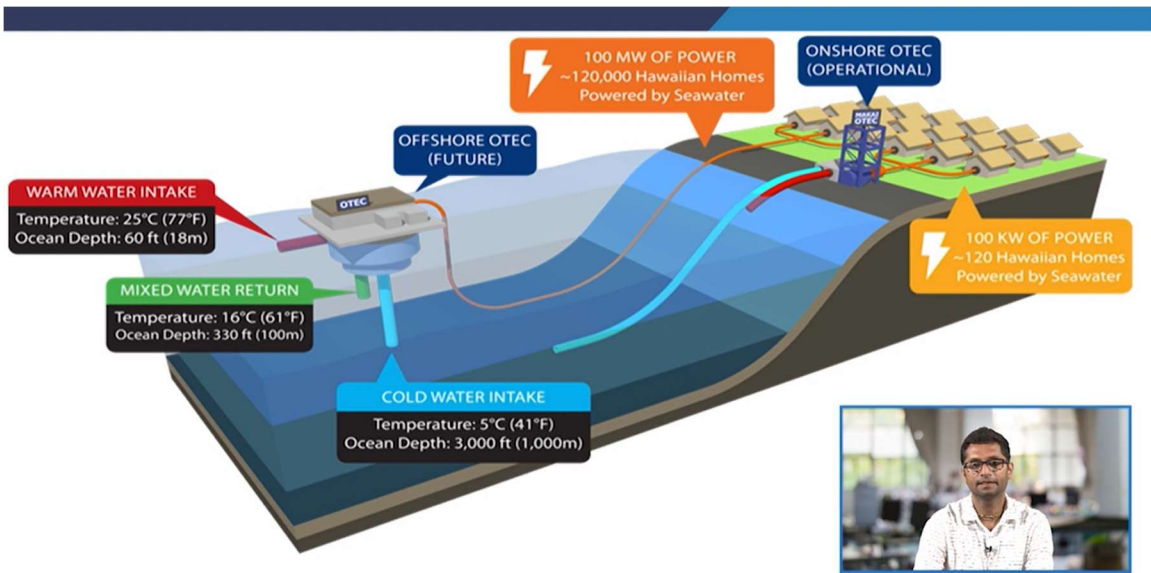 100 MW OF POWER
~120,000 Hawaiian Homes
Powered by Seawater
ONSHORE OTEC
(OPERATIONAL)
MAKAI
OTEC
OFFSHORE OTEC
(FUTURE)
WARM WATER INTAKE
Temperature: 25°C (77°F)
Ocean Depth: 60 ft (18m)
OTEC
100 KW OF POWER
~120 Hawaiian Homes
Powered by Seawater
MIXED WATER RETURN
Temperature: 16°C (61°F)
Ocean Depth: 330 ft (100m)
COLD WATER INTAKE
Temperature: 5°C (41°F)
Ocean Depth: 3,000 ft (1,000m)